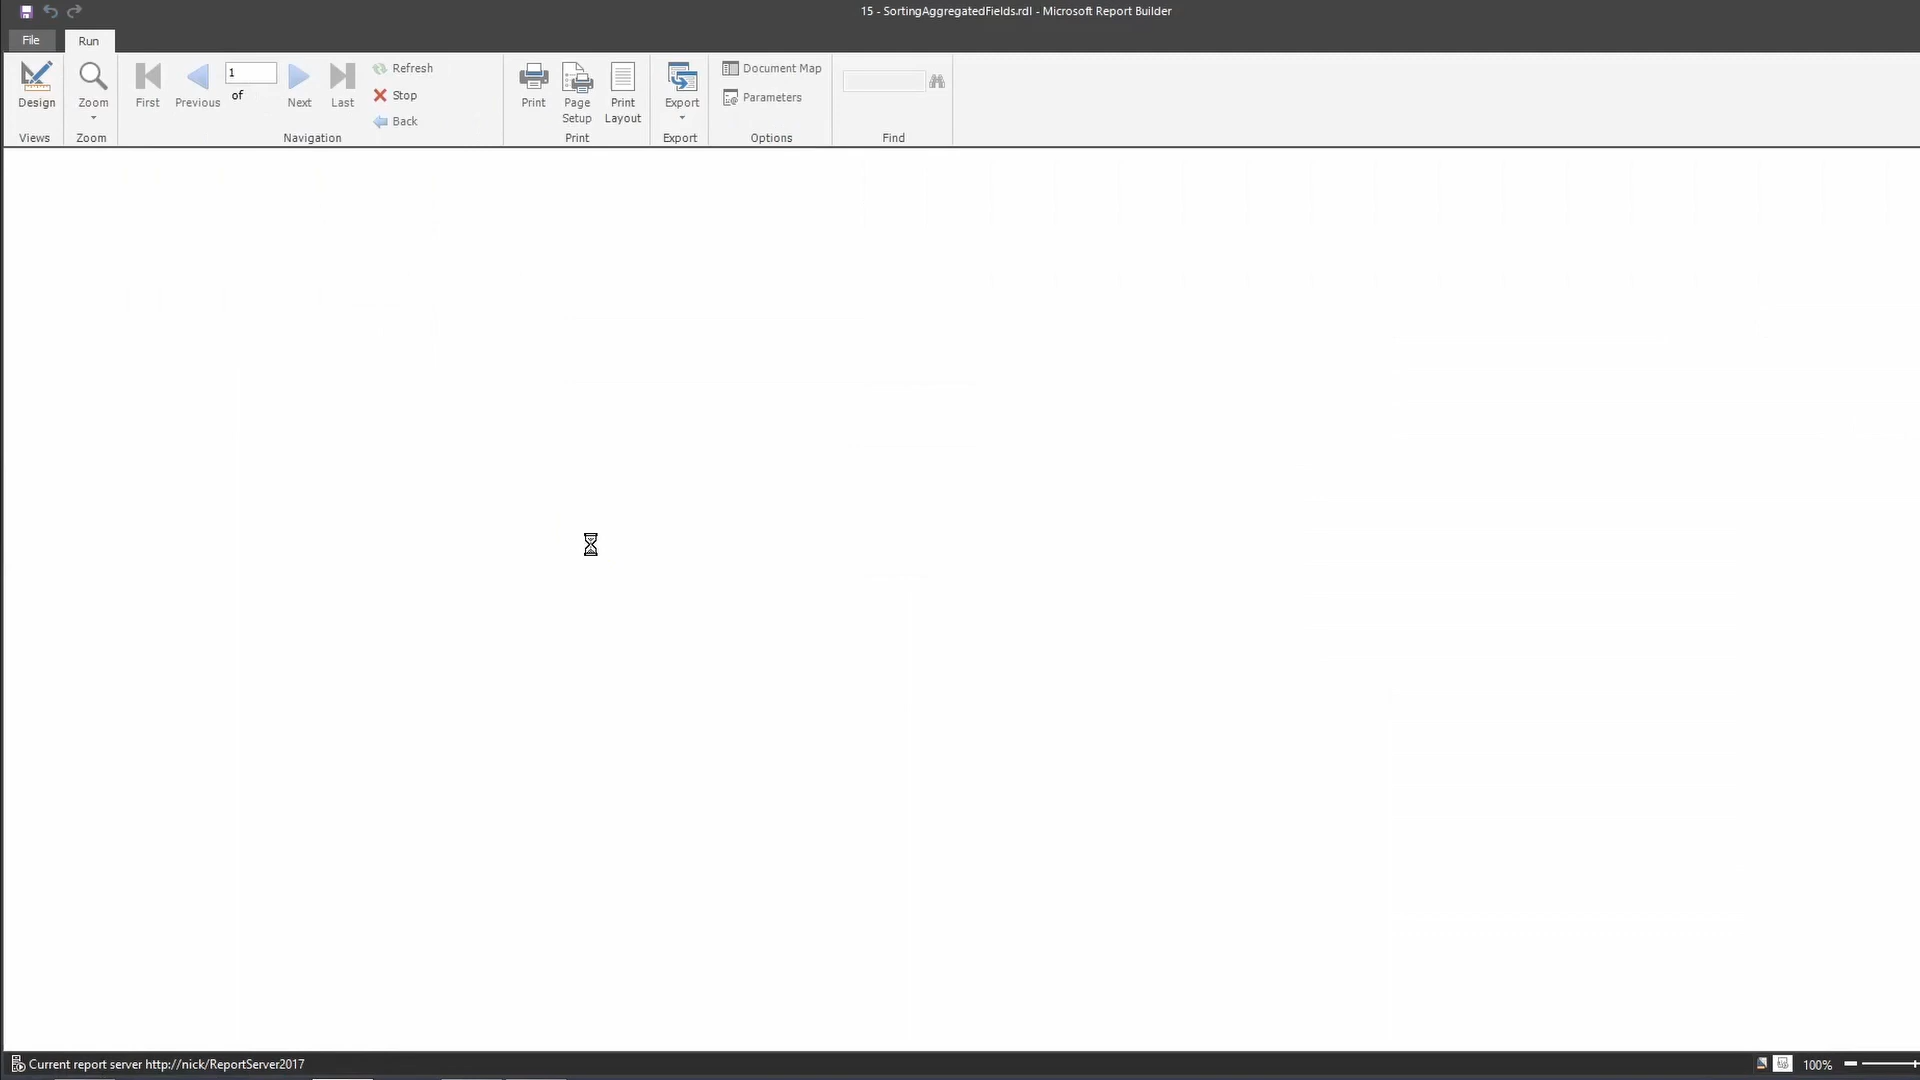 15 - SortingAggregatedFields.rdl - Microsoft Report Builder
File
Run
Design
Views
Zoom
Zoom
First
Previous
1
of
Next
Last
Refresh
Stop
Back
Navigation
Print
Page
Setup
Print
Layout
Print
Export
Export
Document Map
Parameters
Options
Find
Current report server http://nick/ReportServer2017
100%